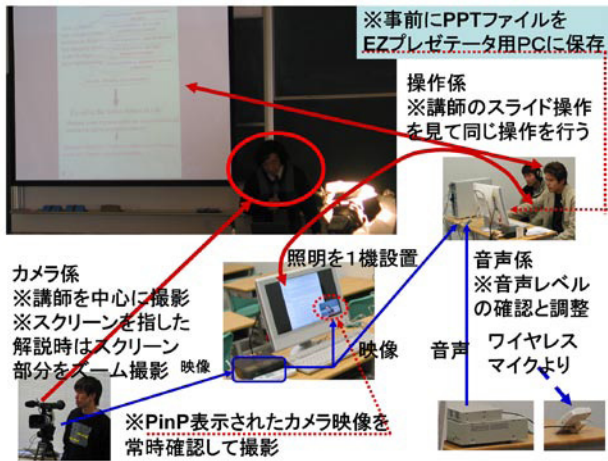 ※事前にPPTファイルを
EZプレゼテータ用PCに保存
操作係
※講師のスライド操作
を見て同じ操作を行う
照明を1機設置
カメラ係
※講師を中心に撮影
※スクリーンを指した
解説時はスクリーン
部分をズーム撮影
映像
音声係
※音声レベル
の確認と調整
映像
音声
ワイヤレス
マイクより
※PinP表示されたカメラ映像を
常時確認して撮影